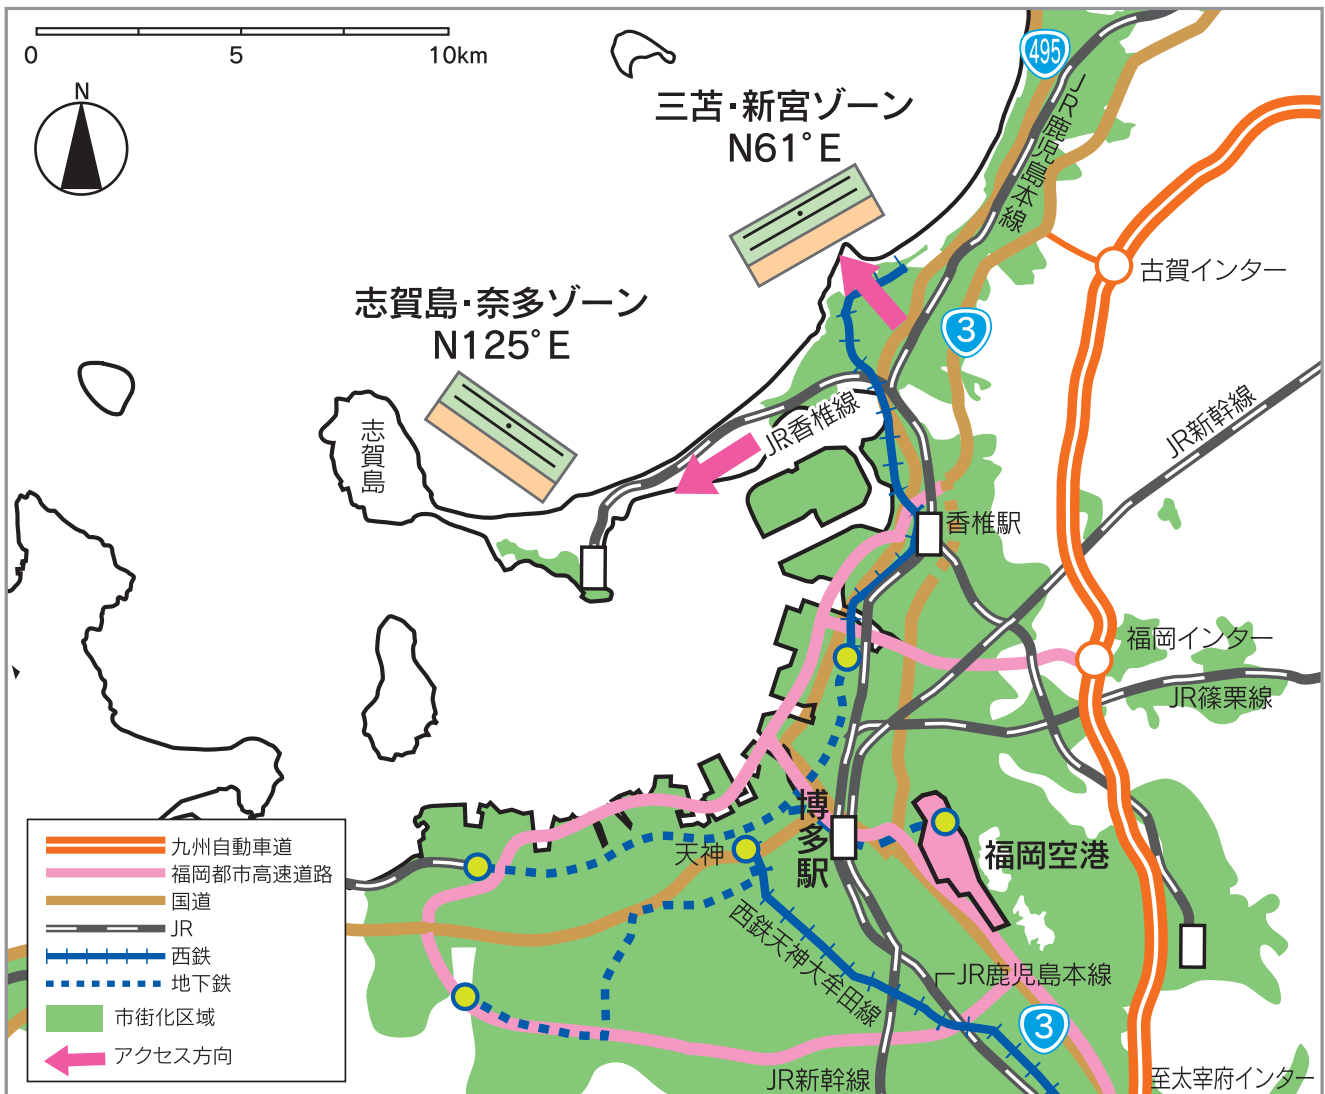 0
5
10km
N
495
三苫・新宮ゾーン
N61°E
JR鹿児島本線
古賀インター
志賀島・奈多ゾーン
N125°E
3
志賀島
JR香椎線
JR新幹線
香椎駅
福岡インター
JR篠栗線
博多駅
天神
福岡空港
西鉄天神大牟田線
JR鹿児島本線
3
JR新幹線
至太宰府インター
九州自動車道
福岡都市高速道路
国道
JR
西鉄
地下鉄
市街化区域
アクセス方向